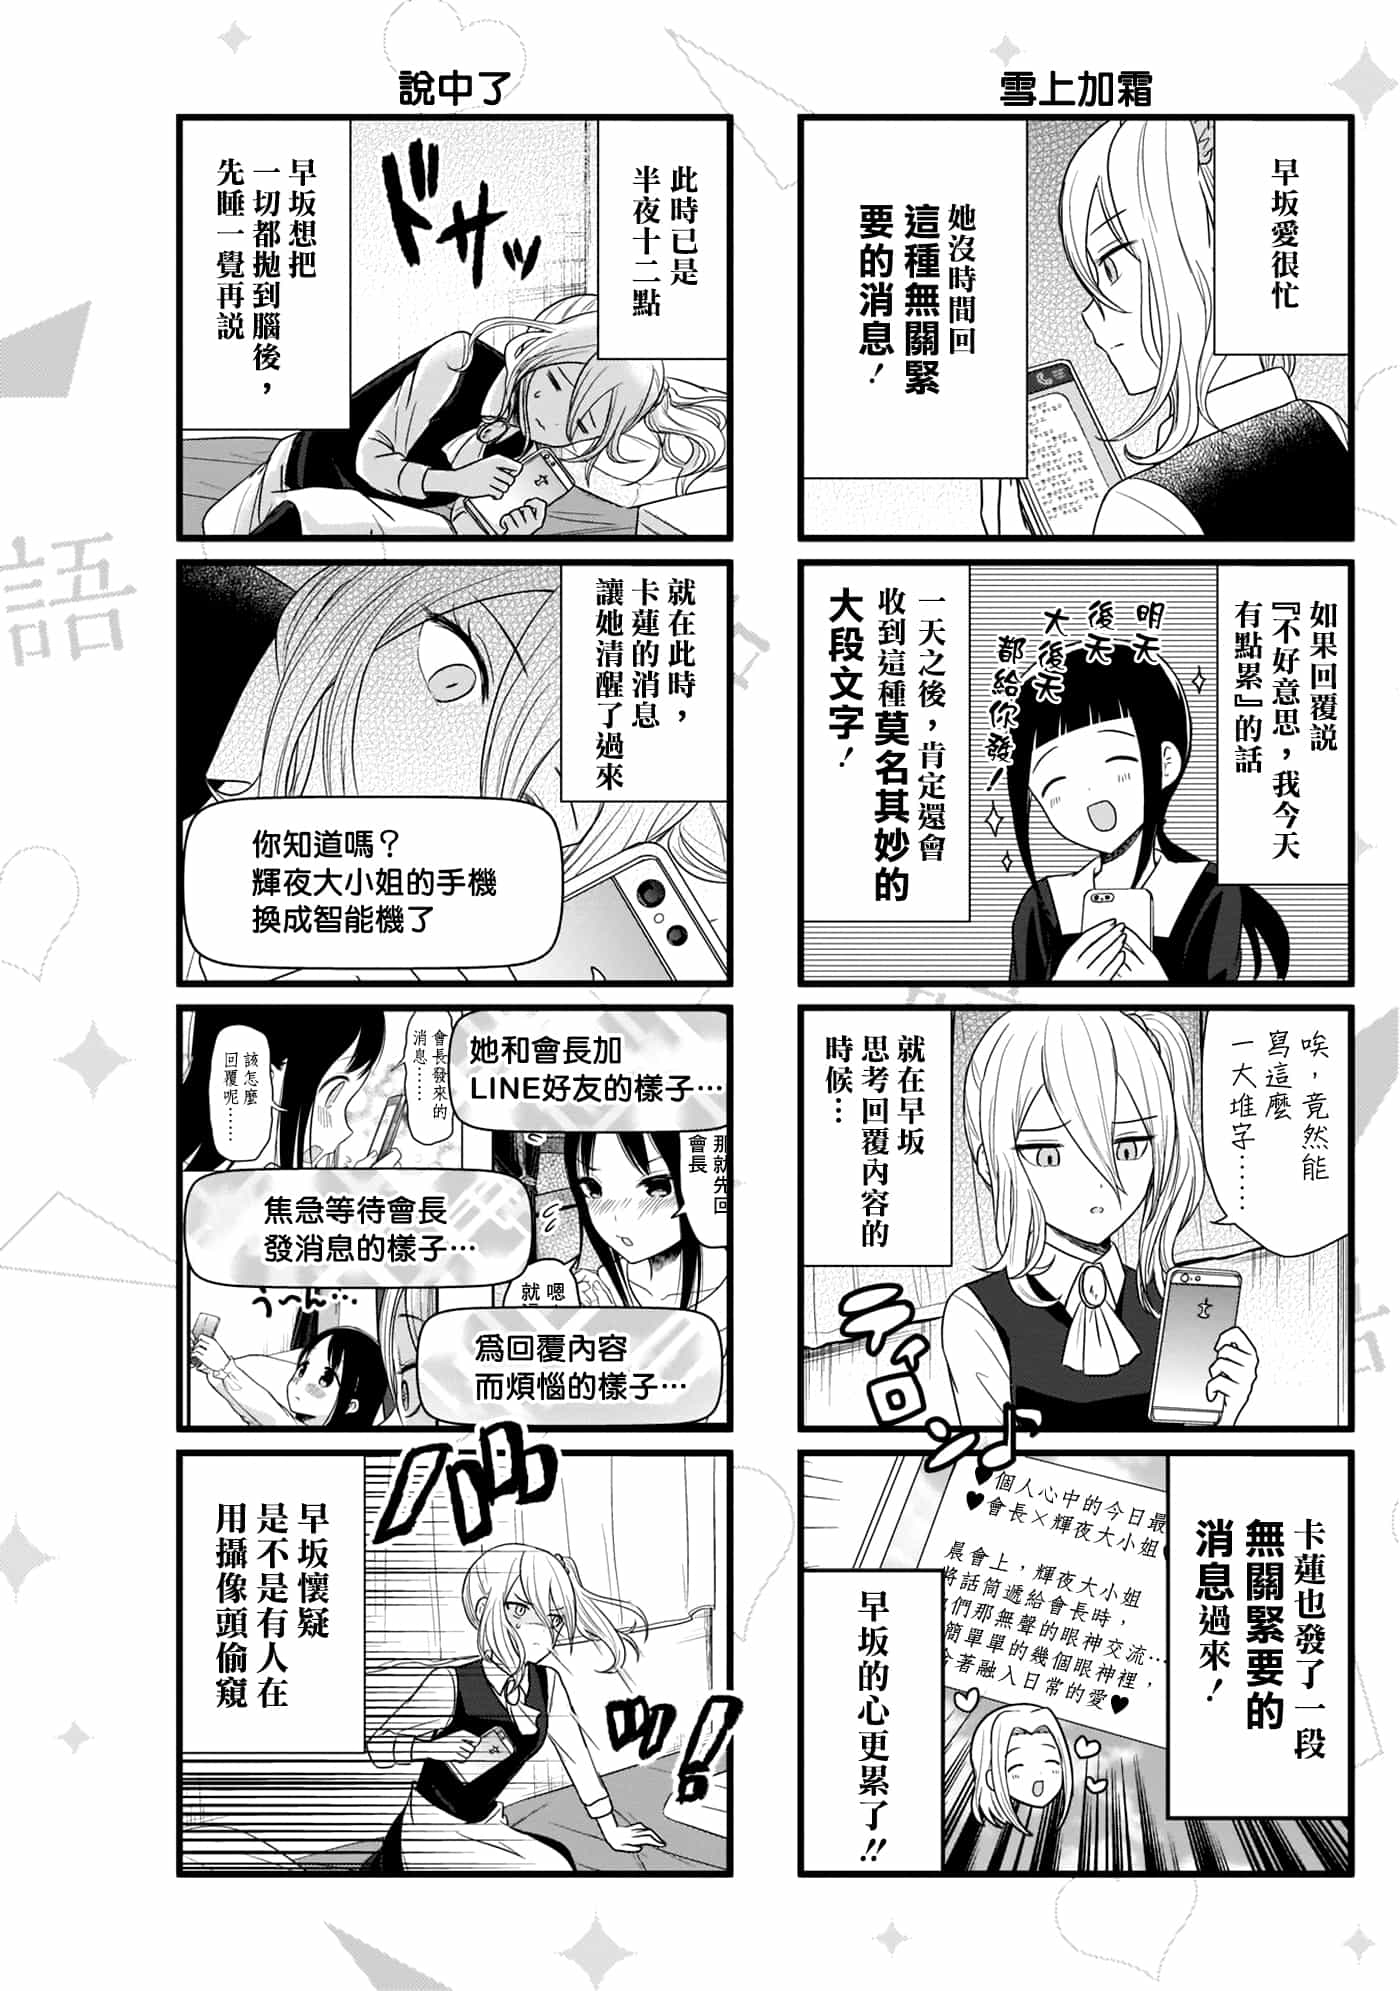 雪上加霜
早坂愛很忙
她沒時間回
這種無關緊
要的消息！
如果回覆説
『不好意思，我今天
有點累』的話
明天
後天
大後天
都給你發！
一天之後，肯定還會
收到這種莫名其妙的
大段文字！
唉，竟然能
寫這麼
一大堆字……
就在早坂
思考回覆內容的
時候…
ティロン♪
卡蓮也發了一段
無關緊要的
消息過來！
♥個人心中的今日最
♥會長×輝夜大小姐
晨會上，輝夜大小姐
將話筒遞給會長時，
們那無聲的眼神交流…
簡單單的幾個眼神裡，
含著融入日常的愛♥
早坂的心更累了!!
說中了
此時已是
半夜十二點
ドサッ
早坂想把
一切都拋到腦後，
先睡一覺再説
就在此時，
卡蓮的消息
讓她清醒了過來
你知道嗎？
輝夜大小姐的手機
換成智能機了
她和會長加
LINE好友的樣子…
會長發來的
消息……
該怎麼
回覆呢……
那就先回
會長
焦急等待會長
發消息的樣子…
う〜〜ん…
嗯
就
為回覆內容
而煩惱的樣子…
バッ
早坂懷疑
是不是有人在
用攝像頭偷窺
!!
語